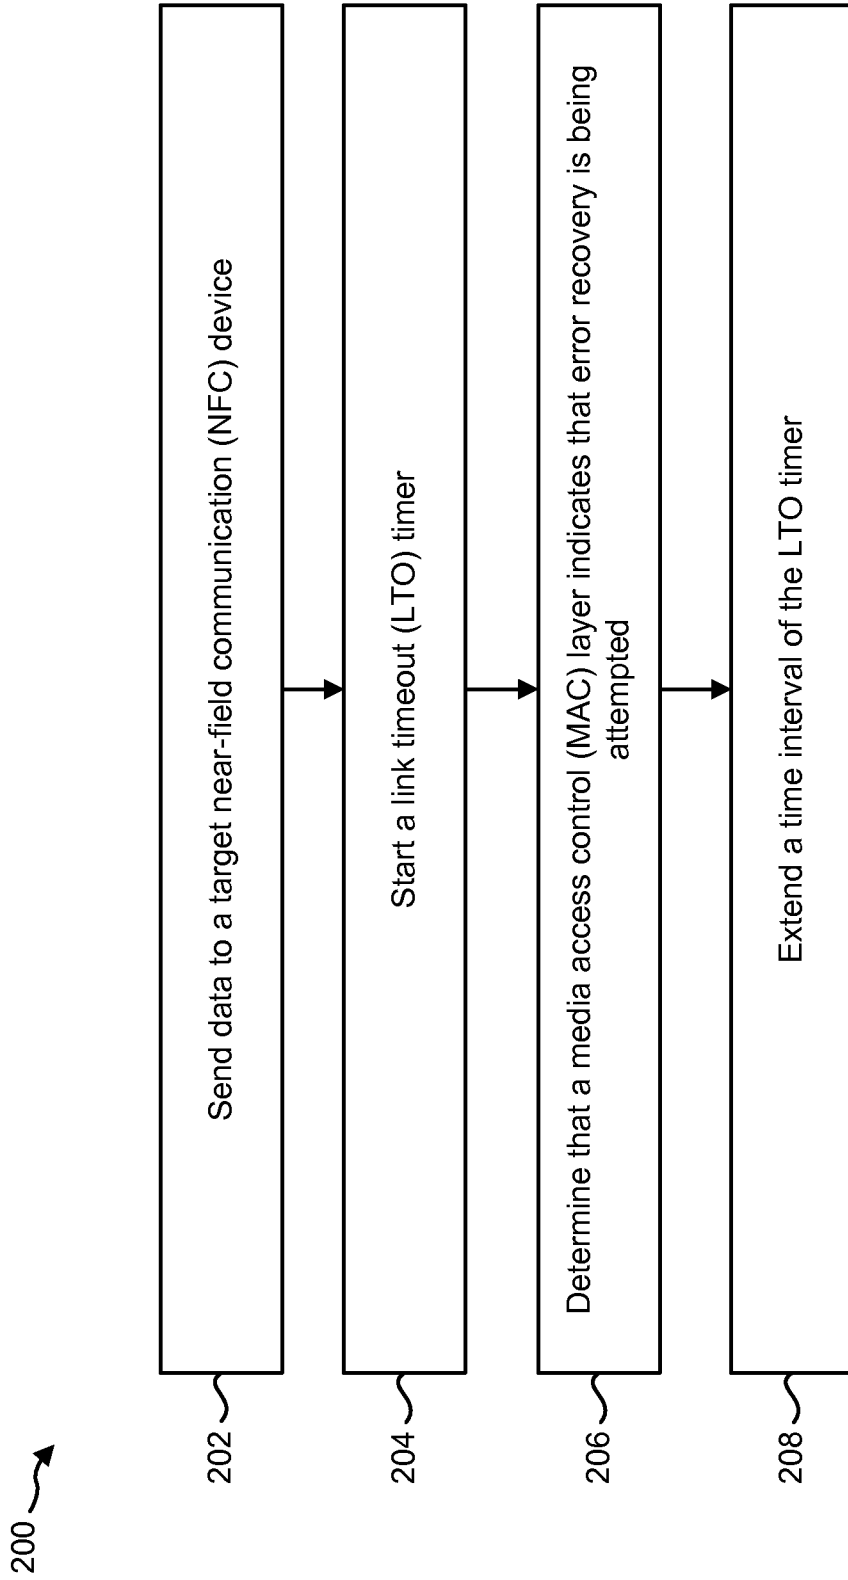 200
202
Send data to a target near-field communication (NFC) device
204
Start a link timeout (LTO) timer
206
Determine that a media access control (MAC) layer indicates that error recovery is being
attempted
208
Extend a time interval of the LTO timer